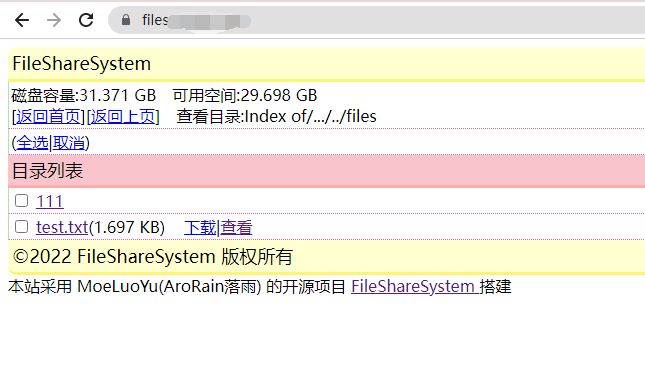 files
FileShareSystem
磁盘容量:31.371 GB 可用空间:29.698 GB
[返回首页][返回上页] 查看目录:Index of/.../../files
(全选|取消)
目录列表
111
test.txt(1.697 KB) 下载|查看
©2022 FileShareSystem 版权所有
本站采用 MoeLuoYu(AroRain落雨) 的开源项目 FileShareSystem 搭建